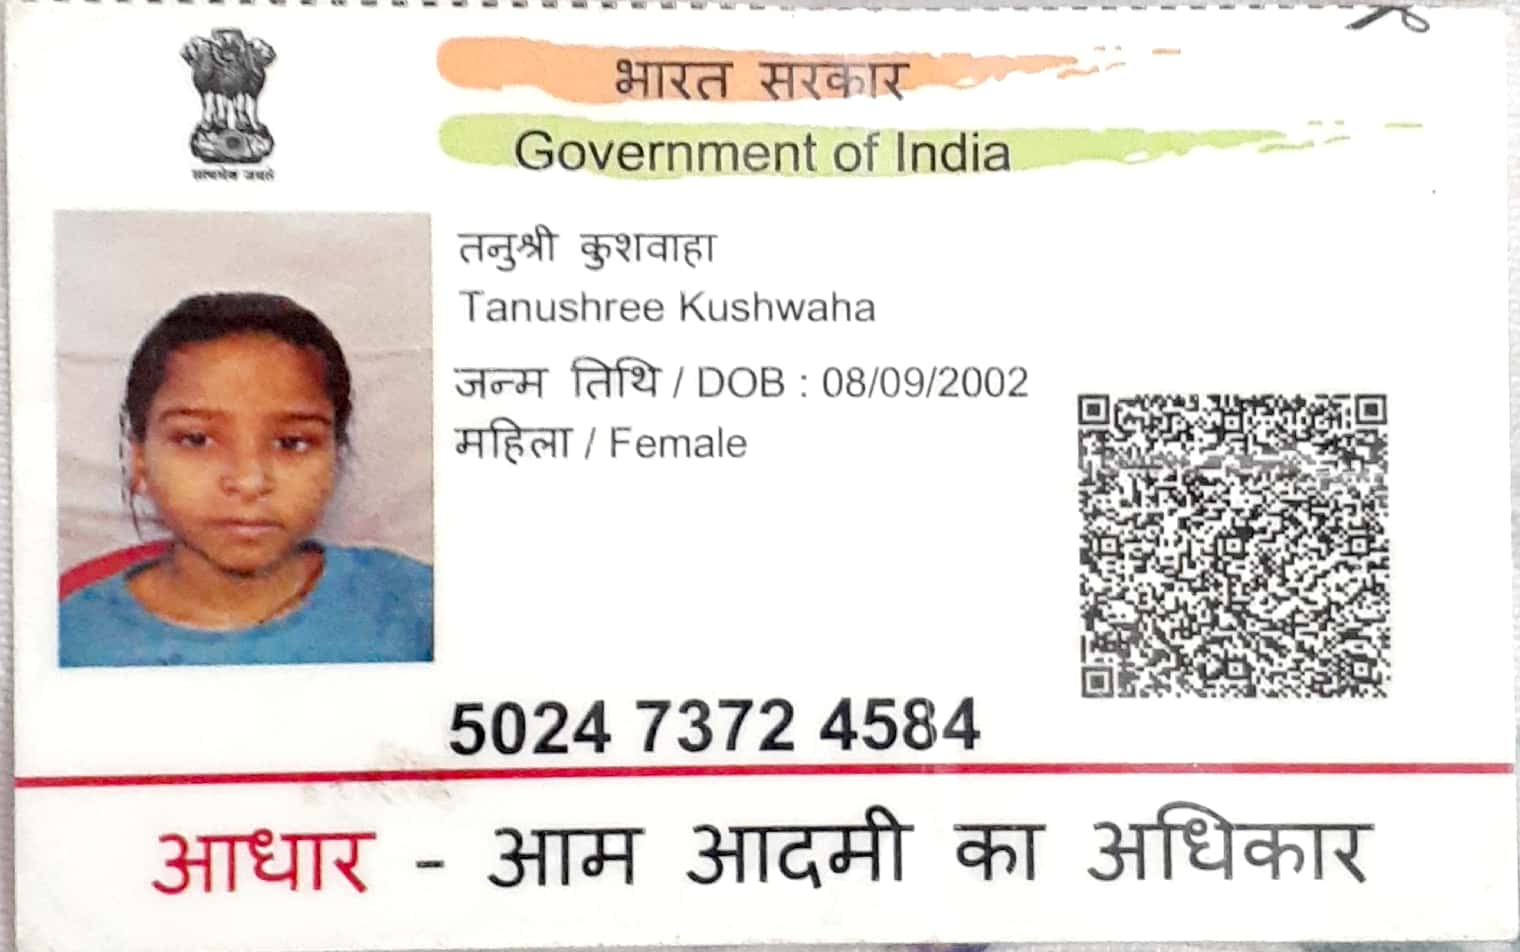 भारत सरकार
Government of India
सत्यमेव जयते
तनुश्री कुशवाहा
Tanushree Kushwaha
जन्म तिथि / DOB : 08/09/2002
महिला / Female
5024 7372 4584
आधार - आम आदमी का अधिकार